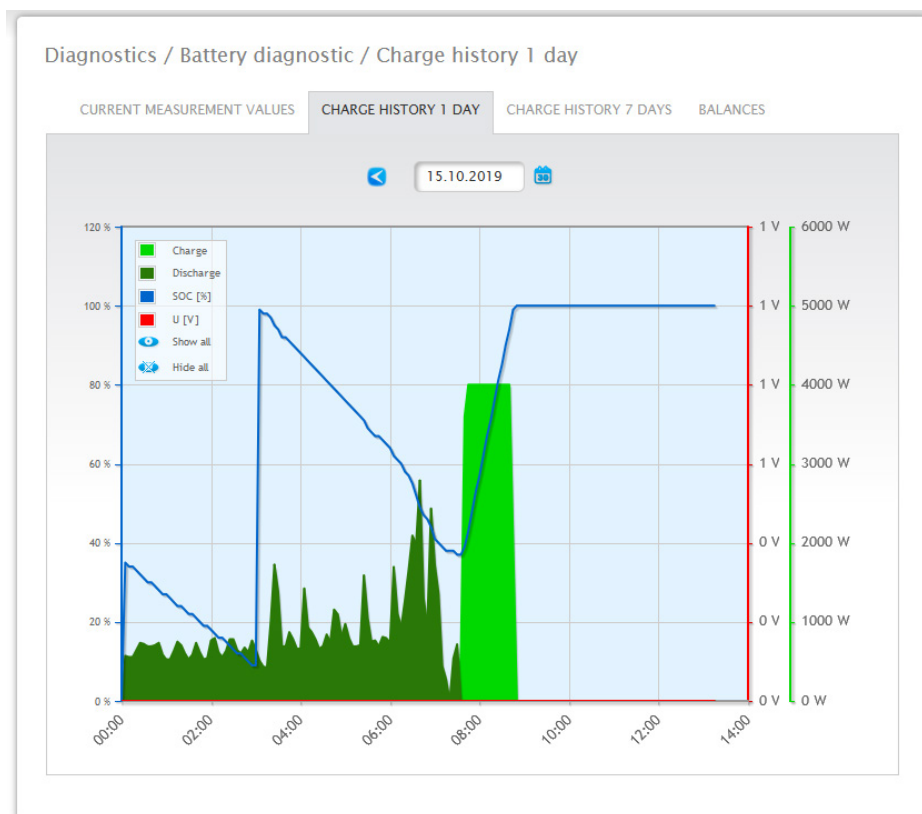 Diagnostics / Battery diagnostic / Charge history 1 day
CURRENT MEASUREMENT VALUES CHARGE HISTORY 1 DAY CHARGE HISTORY 7 DAYS BALANCES
15.10.2019
30
120 % 1 V 6000 W
Charge
Discharge
SOC [%]
100 % 1 V 5000 W
U [V]
Show all
Hide all
80 % 1 V 4000 W
60 % 1 V 3000 W
40 % 0 V 2000 W
20 % 0 V 1000 W
0 % 0 V 0 W
00:00 02:00 04:00 06:00 08:00 10:00 12:00 14:00